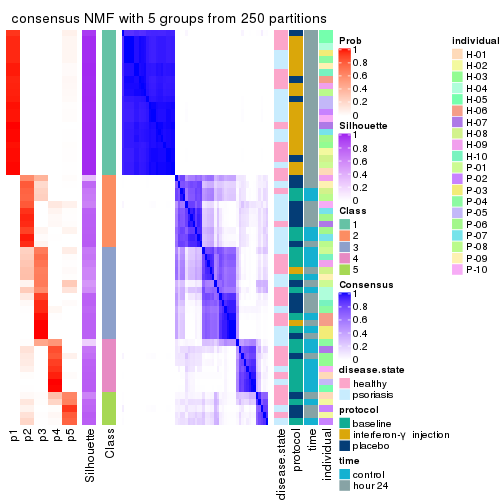 consensus NMF with 5 groups from 250 partitions
p1
p2
p3
p4
p5
Silhouette
Class
disease.state
protocol
time
individual
Prob
1
0.8
0.6
0.4
0.2
0
Silhouette
1
0.8
0.6
0.4
0.2
0
Class
1
2
3
4
5
Consensus
1
0.8
0.6
0.4
0.2
0
disease.state
healthy
psoriasis
protocol
baseline
interferon-γ injection
placebo
time
control
hour 24
individual
H-01
H-02
H-03
H-04
H-05
H-06
H-07
H-08
H-09
H-10
P-01
P-02
P-03
P-04
P-05
P-06
P-07
P-08
P-09
P-10